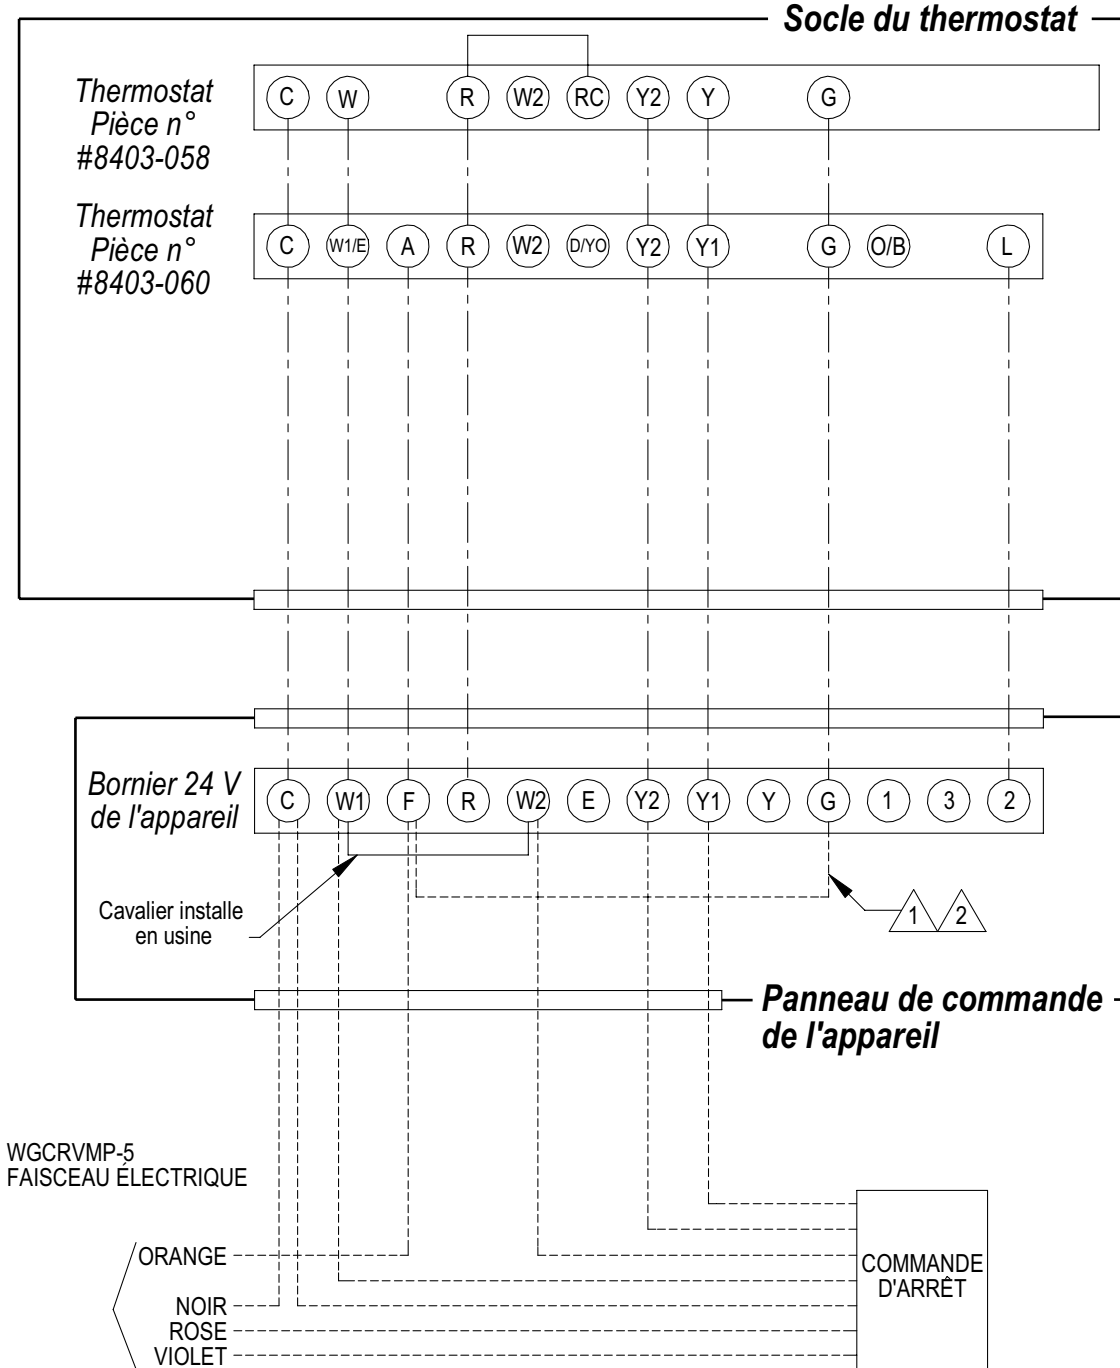 Socle du thermostat
Thermostat
Pièce n°
#8403-058
C W R W2 RC Y2 Y G
Thermostat
Pièce n°
#8403-060
C W1/E A R W2 D/YO Y2 Y1 G O/B L
Bornier 24 V
de l'appareil
C W1 F R W2 E Y2 Y1 Y G 1 3 2
Cavalier installe
en usine
1 2
Panneau de commande
de l'appareil
WGCRVMP-5
FAISCEAU ÉLECTRIQUE
ORANGE
NOIR
ROSE
VIOLET
COMMANDE
D'ARRÊT